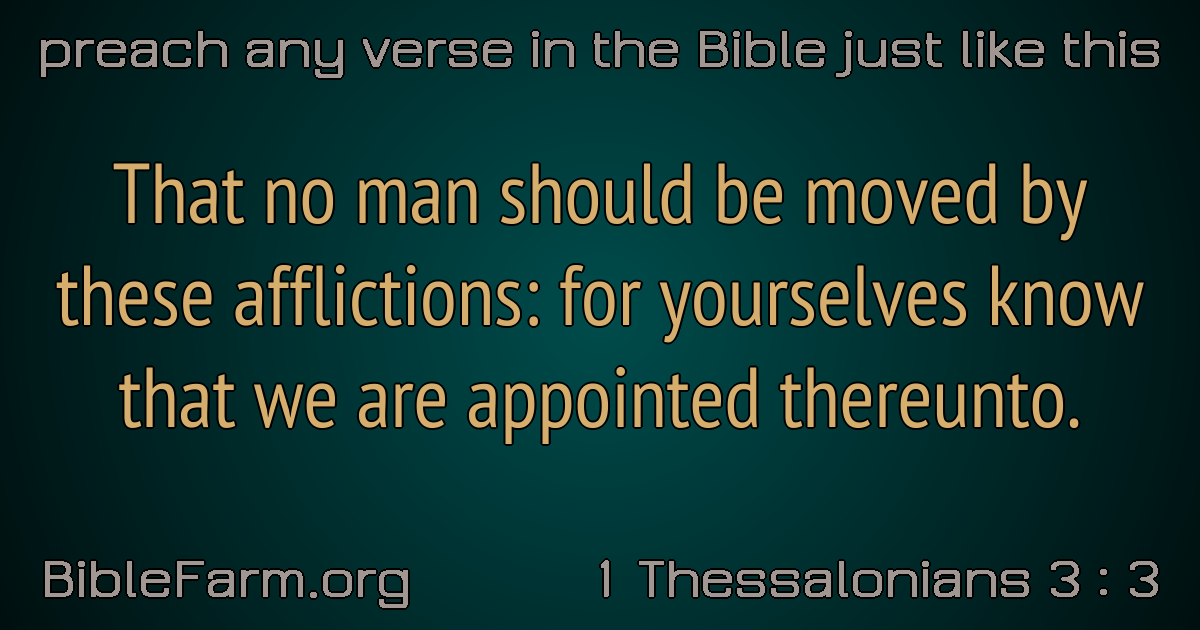 preach any verse in the Bible just like this
That no man should be moved by
these afflictions: for yourselves know
that we are appointed thereunto.
BibleFarm.org
1 Thessalonians 3 : 3